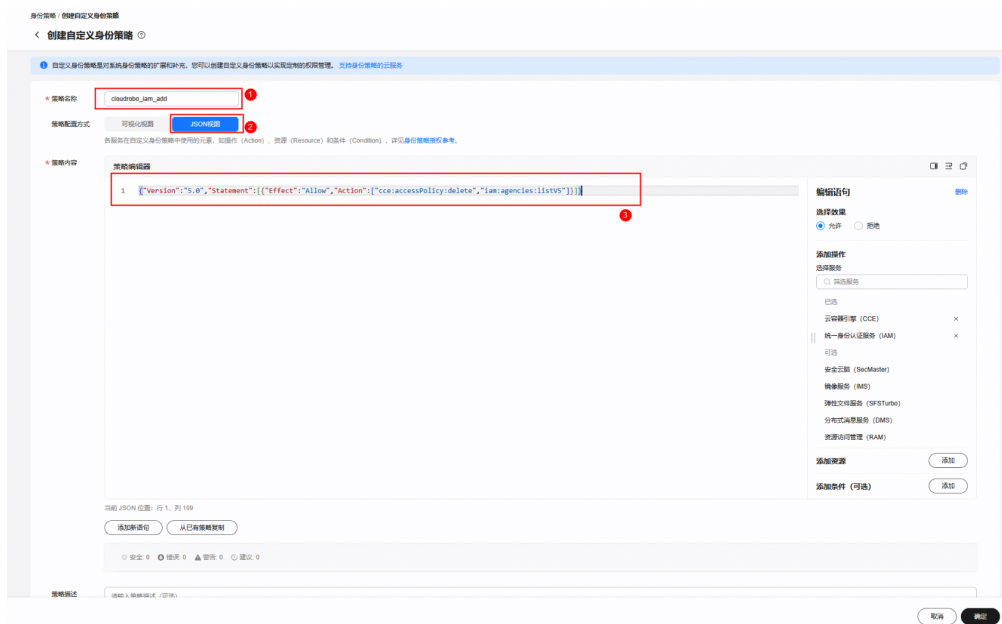 身份策略 / 创建自定义身份策略
创建自定义身份策略
自定义身份策略是对系统身份策略的扩展和补充。您可以创建自定义身份策略以实现定制的权限管理。 支持身份策略的云服务
* 策略名称
cloudrobo_iam_add
1
策略配置方式
可视化视图
JSON视图
2
各服务在自定义身份策略中使用的元素，如操作（Action）、资源（Resource）和条件（Condition），详见身份策略授权参考。
* 策略内容
策略编辑器
1 {"Version":"5.0","Statement":[{"Effect":"Allow","Action":["cce:accessPolicy:delete","iam:agencies:listV5"]}]}
3
编辑语句
删除
选择效果
允许
拒绝
添加操作
选择服务
筛选服务
已选
云容器引擎（CCE）
统一身份认证服务（IAM）
可选
安全云脑（SecMaster）
镜像服务（IMS）
弹性文件服务（SFSTurbo）
分布式消息服务（DMS）
资源访问管理（RAM）
添加资源
添加
添加条件（可选）
添加
当前 JSON 位置：行 1，列 109
添加新语句
从已有策略复制
安全: 0 错误: 0 警告: 0 建议: 0
策略描述
请输入策略描述（可选）
取消
确定